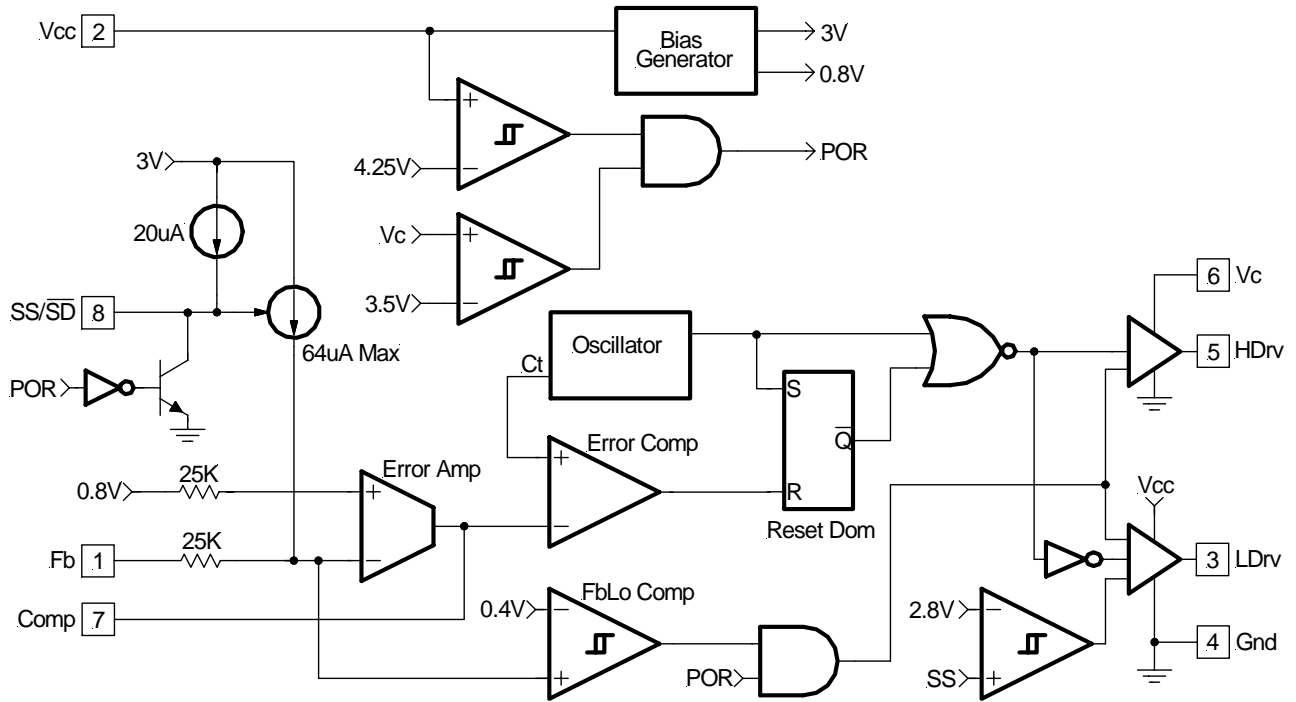 Vcc 2
Bias
Generator
3V
0.8V
4.25V
POR
3V
20uA
Vc
3.5V
SS/S̅D̅ 8
64uA Max
POR
Oscillator
Ct
6 Vc
5 HDrv
S
Q̅
R
Reset Dom
Error Comp
Error Amp
0.8V
25K
Fb 1
25K
Comp 7
0.4V
FbLo Comp
POR
Vcc
3 LDrv
2.8V
SS
4 Gnd
+
−
+
−
+
−
+
−
−
+
−
+